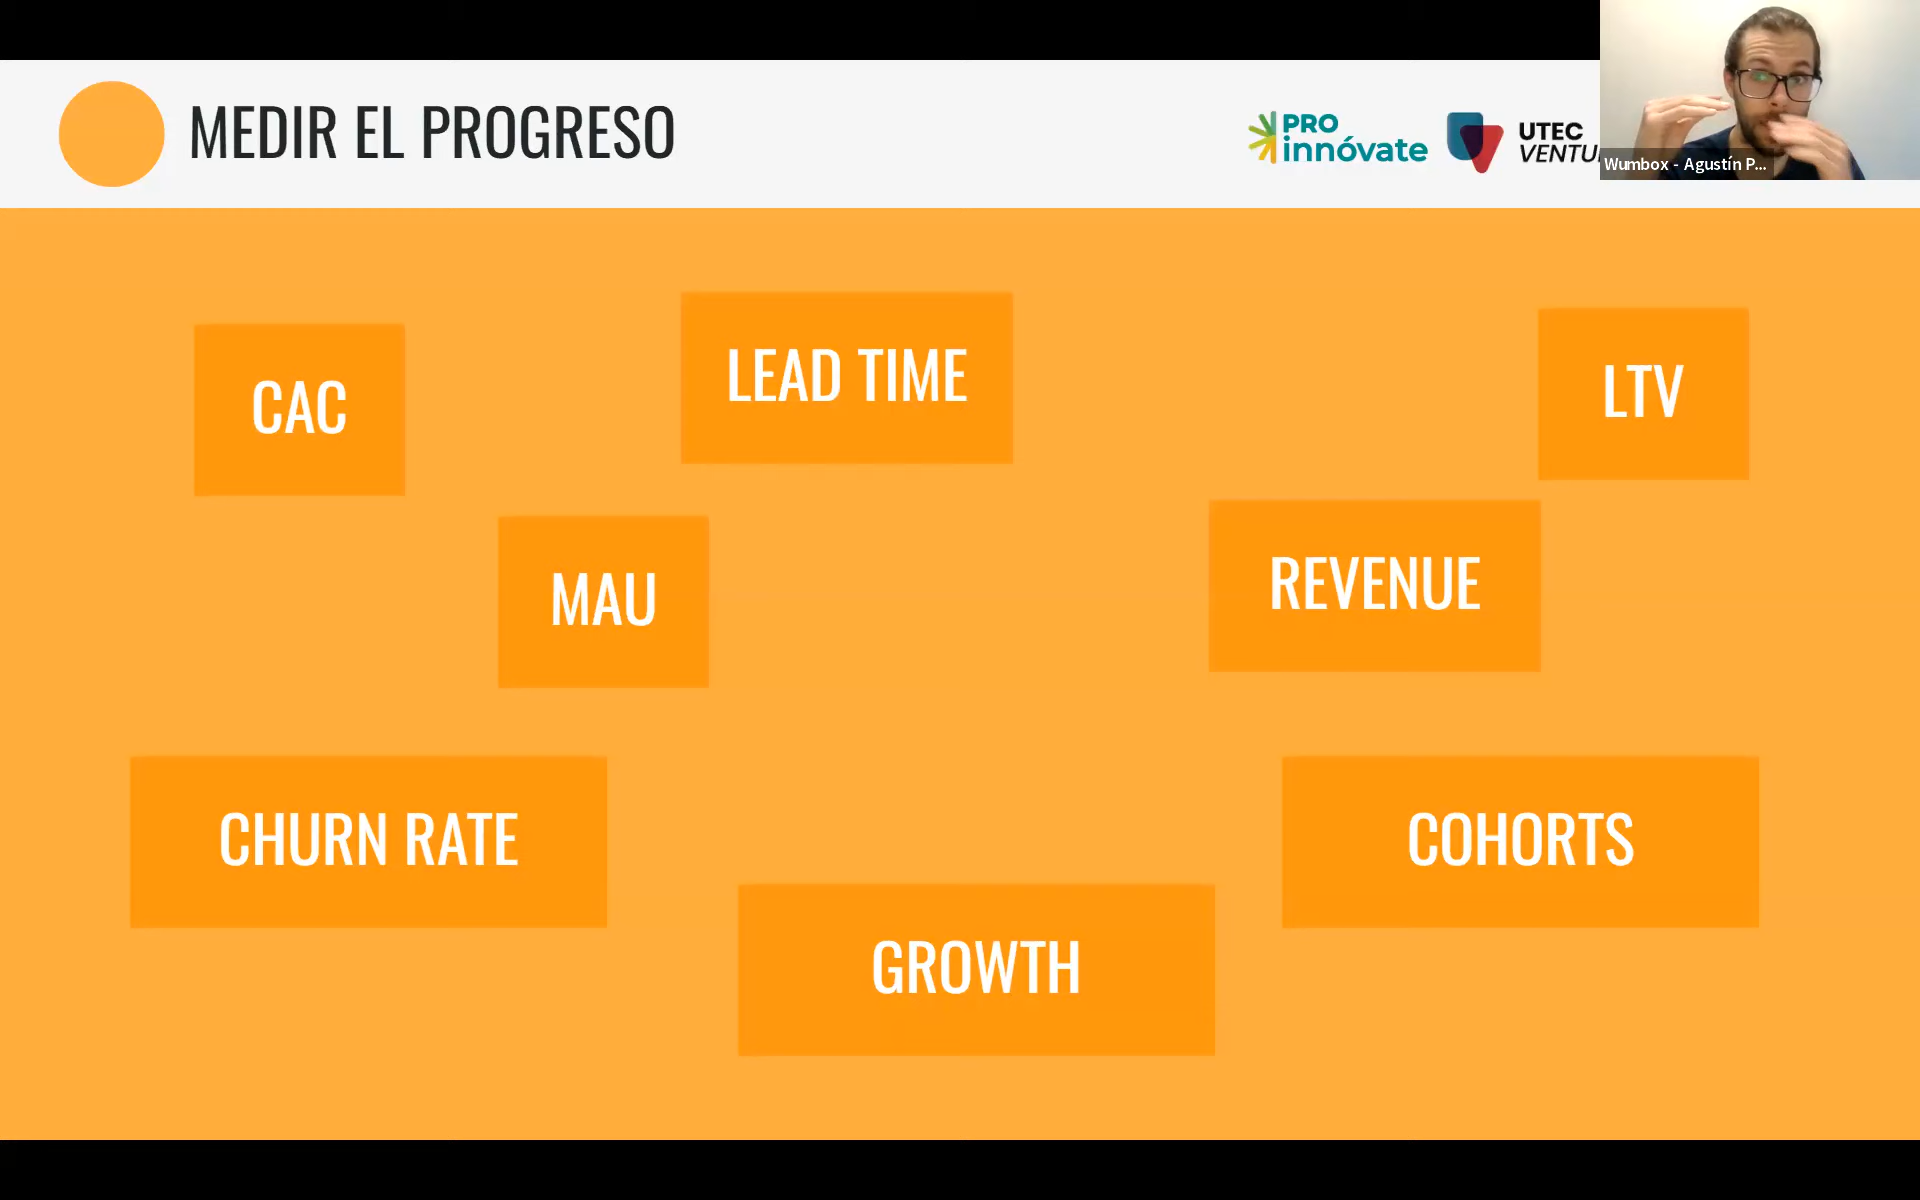 MEDIR EL PROGRESO
PRO
innóvate
UTEC
VENTU
Wumbox - Agustín P...
CAC
LEAD TIME
LTV
MAU
REVENUE
CHURN RATE
COHORTS
GROWTH